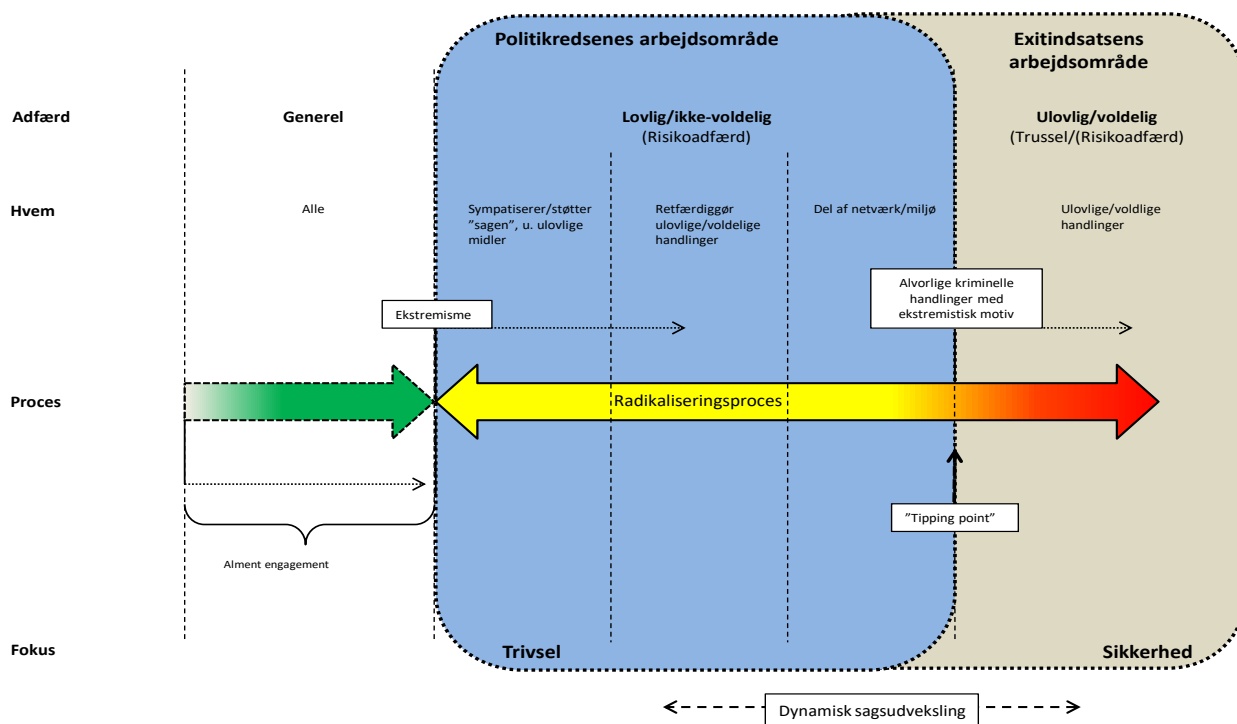 Politikredsenes arbejdsområde
Exitindsatsens
arbejdsområde
Adfærd
Generel
Lovlig/ikke-voldelig
(Risikoadfærd)
Ulovlig/voldelig
(Trussel/(Risikoadfærd)
Hvem
Alle
Sympatiserer/støtter
”sagen”, u. ulovlige
midler
Retfærdiggør
ulovlige/voldelige
handlinger
Del af netværk/miljø
Ulovlige/voldlige
handlinger
Ekstremisme
Alvorlige kriminelle
handlinger med
ekstremistisk motiv
Proces
Radikaliseringsproces
”Tipping point”
Alment engagement
Fokus
Trivsel
Sikkerhed
Dynamisk sagsudveksling